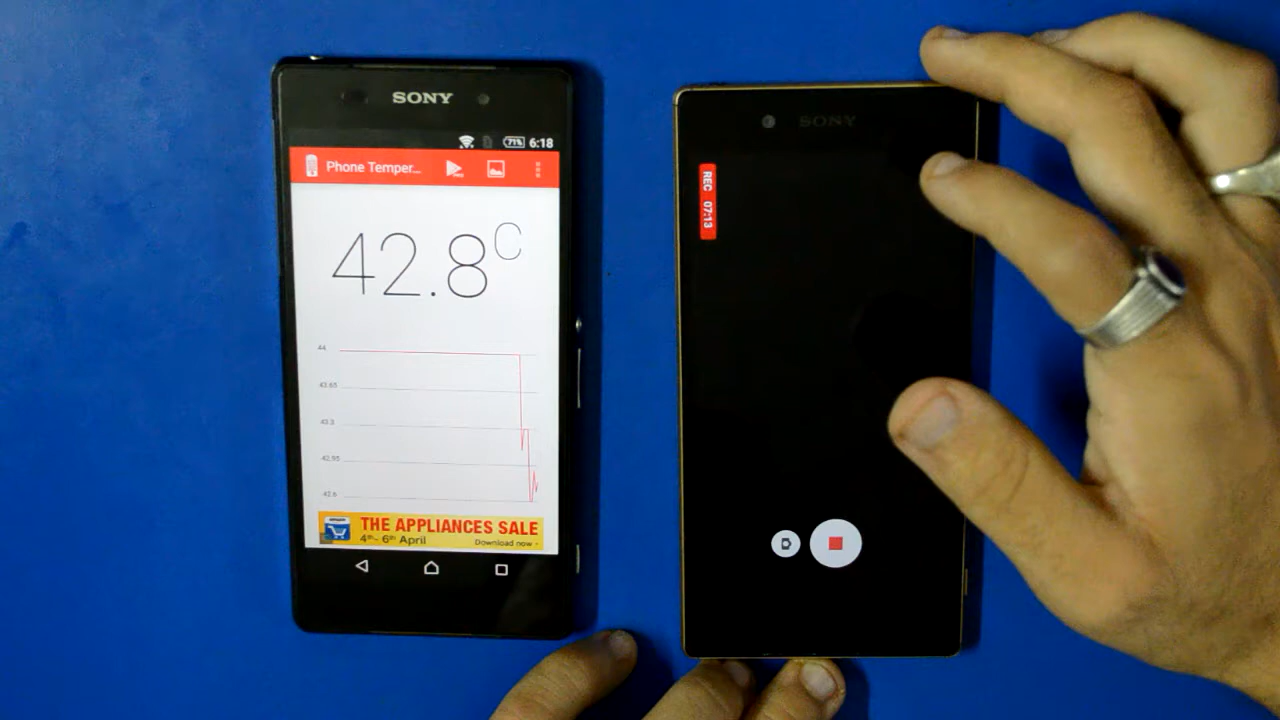 SONY
71% 6:18
Phone Temper...
42.8C
44
43.65
43.3
42.95
42.6
THE APPLIANCES SALE
4th- 6th April
Download now
SONY
REC 07:13